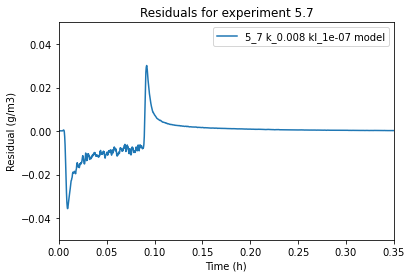 Residuals for experiment 5.7
5_7 k_0.008 kl_1e-07 model
Residual (g/m3)
0.04
0.02
0.00
−0.02
−0.04
0.00 0.05 0.10 0.15 0.20 0.25 0.30 0.35
Time (h)